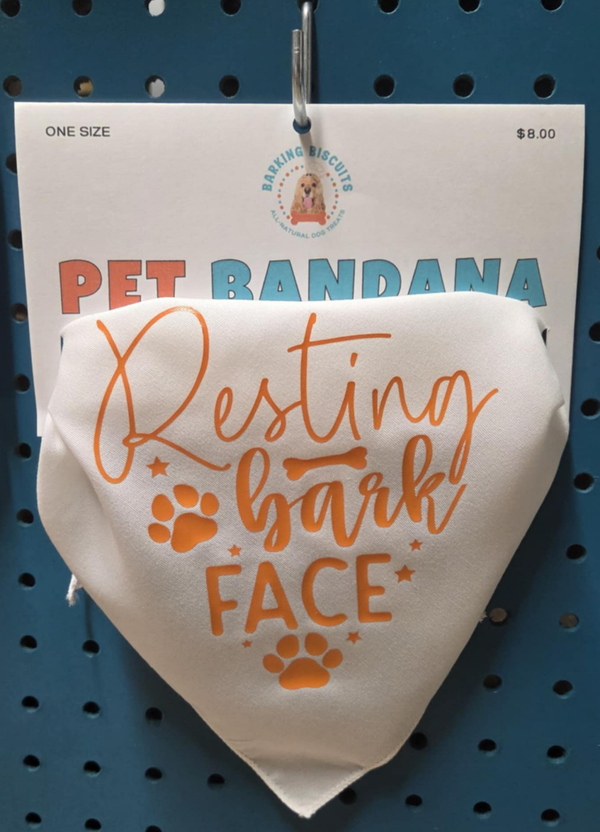 ONE SIZE
$8.00
BARKING BISCUITS
ALL-NATURAL DOG TREATS
PET BANDANA
Resting
bark
FACE